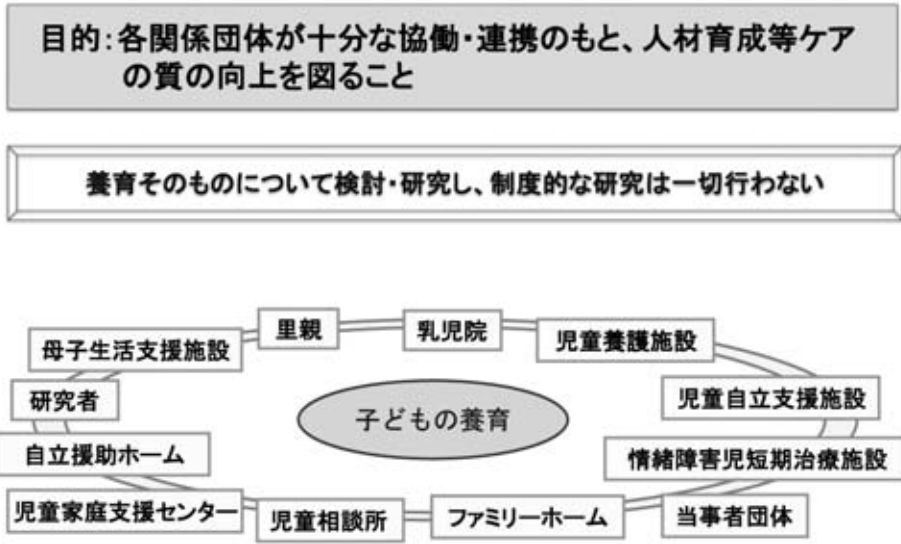 目的：各関係団体が十分な協働・連携のもと、人材育成等ケア
の質の向上を図ること
養育そのものについて検討・研究し、制度的な研究は一切行わない
里親
乳児院
母子生活支援施設
児童養護施設
研究者
児童自立支援施設
子どもの養育
自立援助ホーム
情緒障害児短期治療施設
児童家庭支援センター
児童相談所
ファミリーホーム
当事者団体